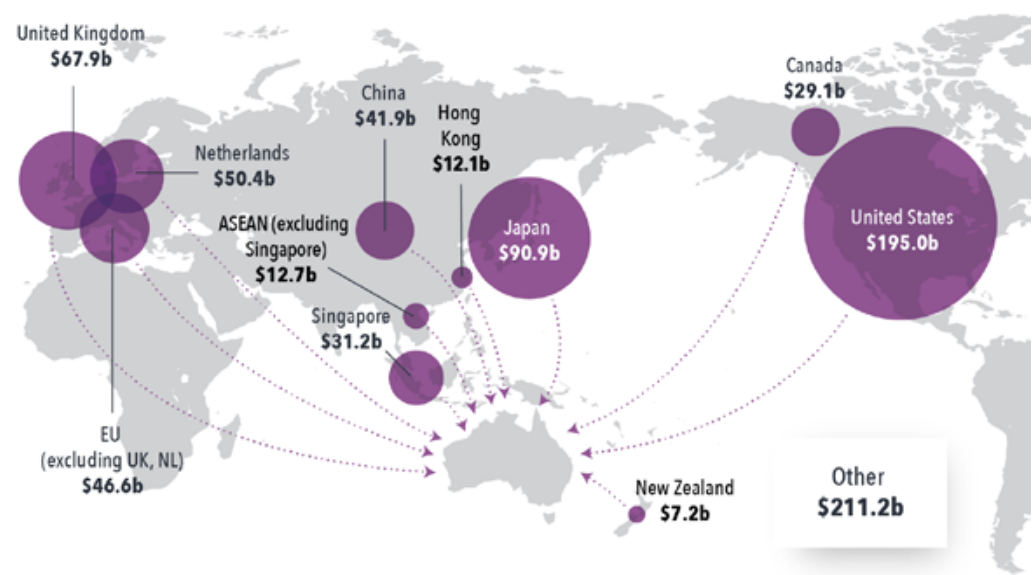 United Kingdom
$67.9b
Netherlands
$50.4b
China
$41.9b
Hong
Kong
$12.1b
ASEAN (excluding
Singapore)
$12.7b
Singapore
$31.2b
Japan
$90.9b
Canada
$29.1b
United States
$195.0b
EU
(excluding UK, NL)
$46.6b
New Zealand
$7.2b
Other
$211.2b